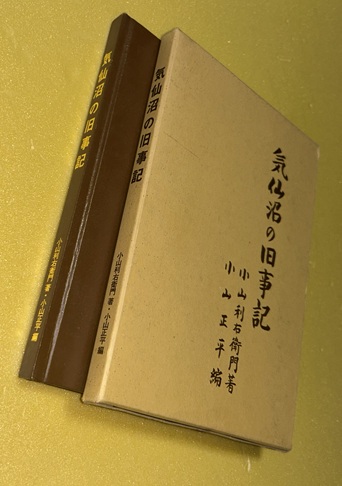 気仙沼の旧事記
小山利右衛門著
小山正平編
気仙沼の旧事記
小山利右衛門 著・小山正平 編
気仙沼の旧事記
小山利右衛門 著・小山正平 編